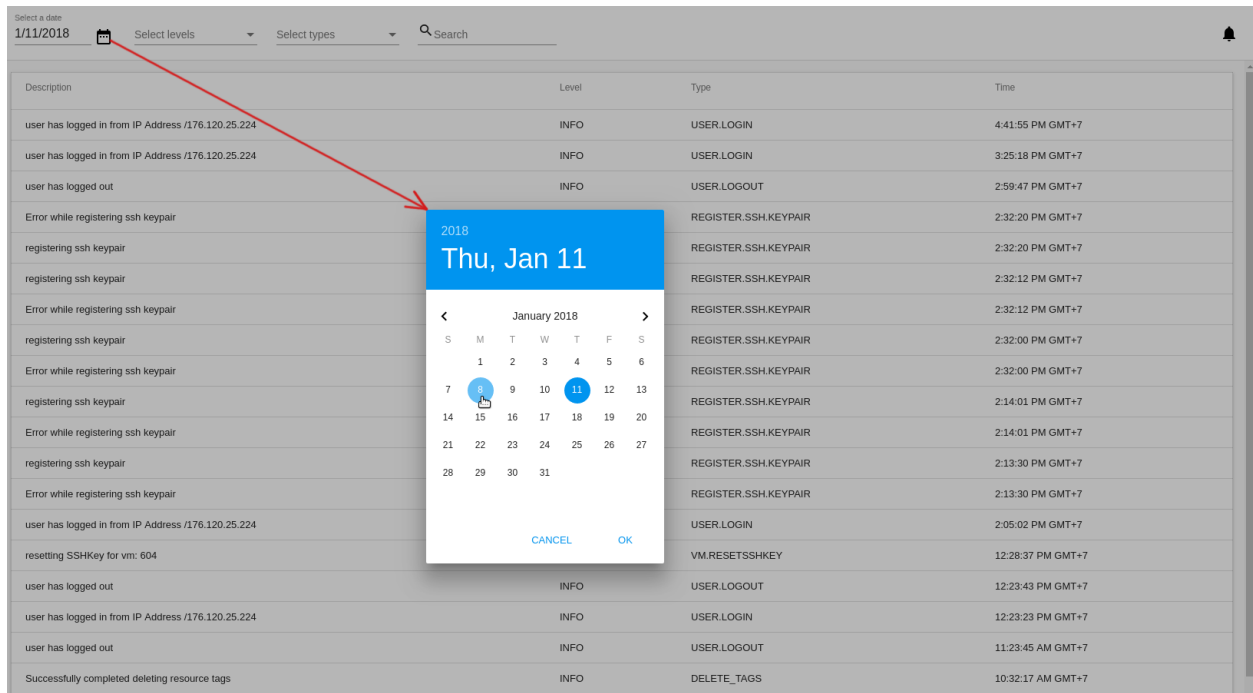 Select a date
1/11/2018 Select levels Select types Search
Description Level Type Time
user has logged in from IP Address /176.120.25.224 INFO USER.LOGIN 4:41:55 PM GMT+7
user has logged in from IP Address /176.120.25.224 INFO USER.LOGIN 3:25:18 PM GMT+7
user has logged out INFO USER.LOGOUT 2:59:47 PM GMT+7
Error while registering ssh keypair REGISTER.SSH.KEYPAIR 2:32:20 PM GMT+7
registering ssh keypair REGISTER.SSH.KEYPAIR 2:32:20 PM GMT+7
registering ssh keypair REGISTER.SSH.KEYPAIR 2:32:12 PM GMT+7
Error while registering ssh keypair REGISTER.SSH.KEYPAIR 2:32:12 PM GMT+7
registering ssh keypair REGISTER.SSH.KEYPAIR 2:32:00 PM GMT+7
Error while registering ssh keypair REGISTER.SSH.KEYPAIR 2:32:00 PM GMT+7
registering ssh keypair REGISTER.SSH.KEYPAIR 2:14:01 PM GMT+7
Error while registering ssh keypair REGISTER.SSH.KEYPAIR 2:14:01 PM GMT+7
registering ssh keypair REGISTER.SSH.KEYPAIR 2:13:30 PM GMT+7
Error while registering ssh keypair REGISTER.SSH.KEYPAIR 2:13:30 PM GMT+7
user has logged in from IP Address /176.120.25.224 USER.LOGIN 2:05:02 PM GMT+7
resetting SSHKey for vm: 604 VM.RESETSSHKEY 12:28:37 PM GMT+7
user has logged out INFO USER.LOGOUT 12:23:43 PM GMT+7
user has logged in from IP Address /176.120.25.224 INFO USER.LOGIN 12:23:23 PM GMT+7
user has logged out INFO USER.LOGOUT 11:23:45 AM GMT+7
Successfully completed deleting resource tags INFO DELETE_TAGS 10:32:17 AM GMT+7
2018
Thu, Jan 11
January 2018
S M T W T F S
1 2 3 4 5 6
7 8 9 10 11 12 13
14 15 16 17 18 19 20
21 22 23 24 25 26 27
28 29 30 31
CANCEL OK